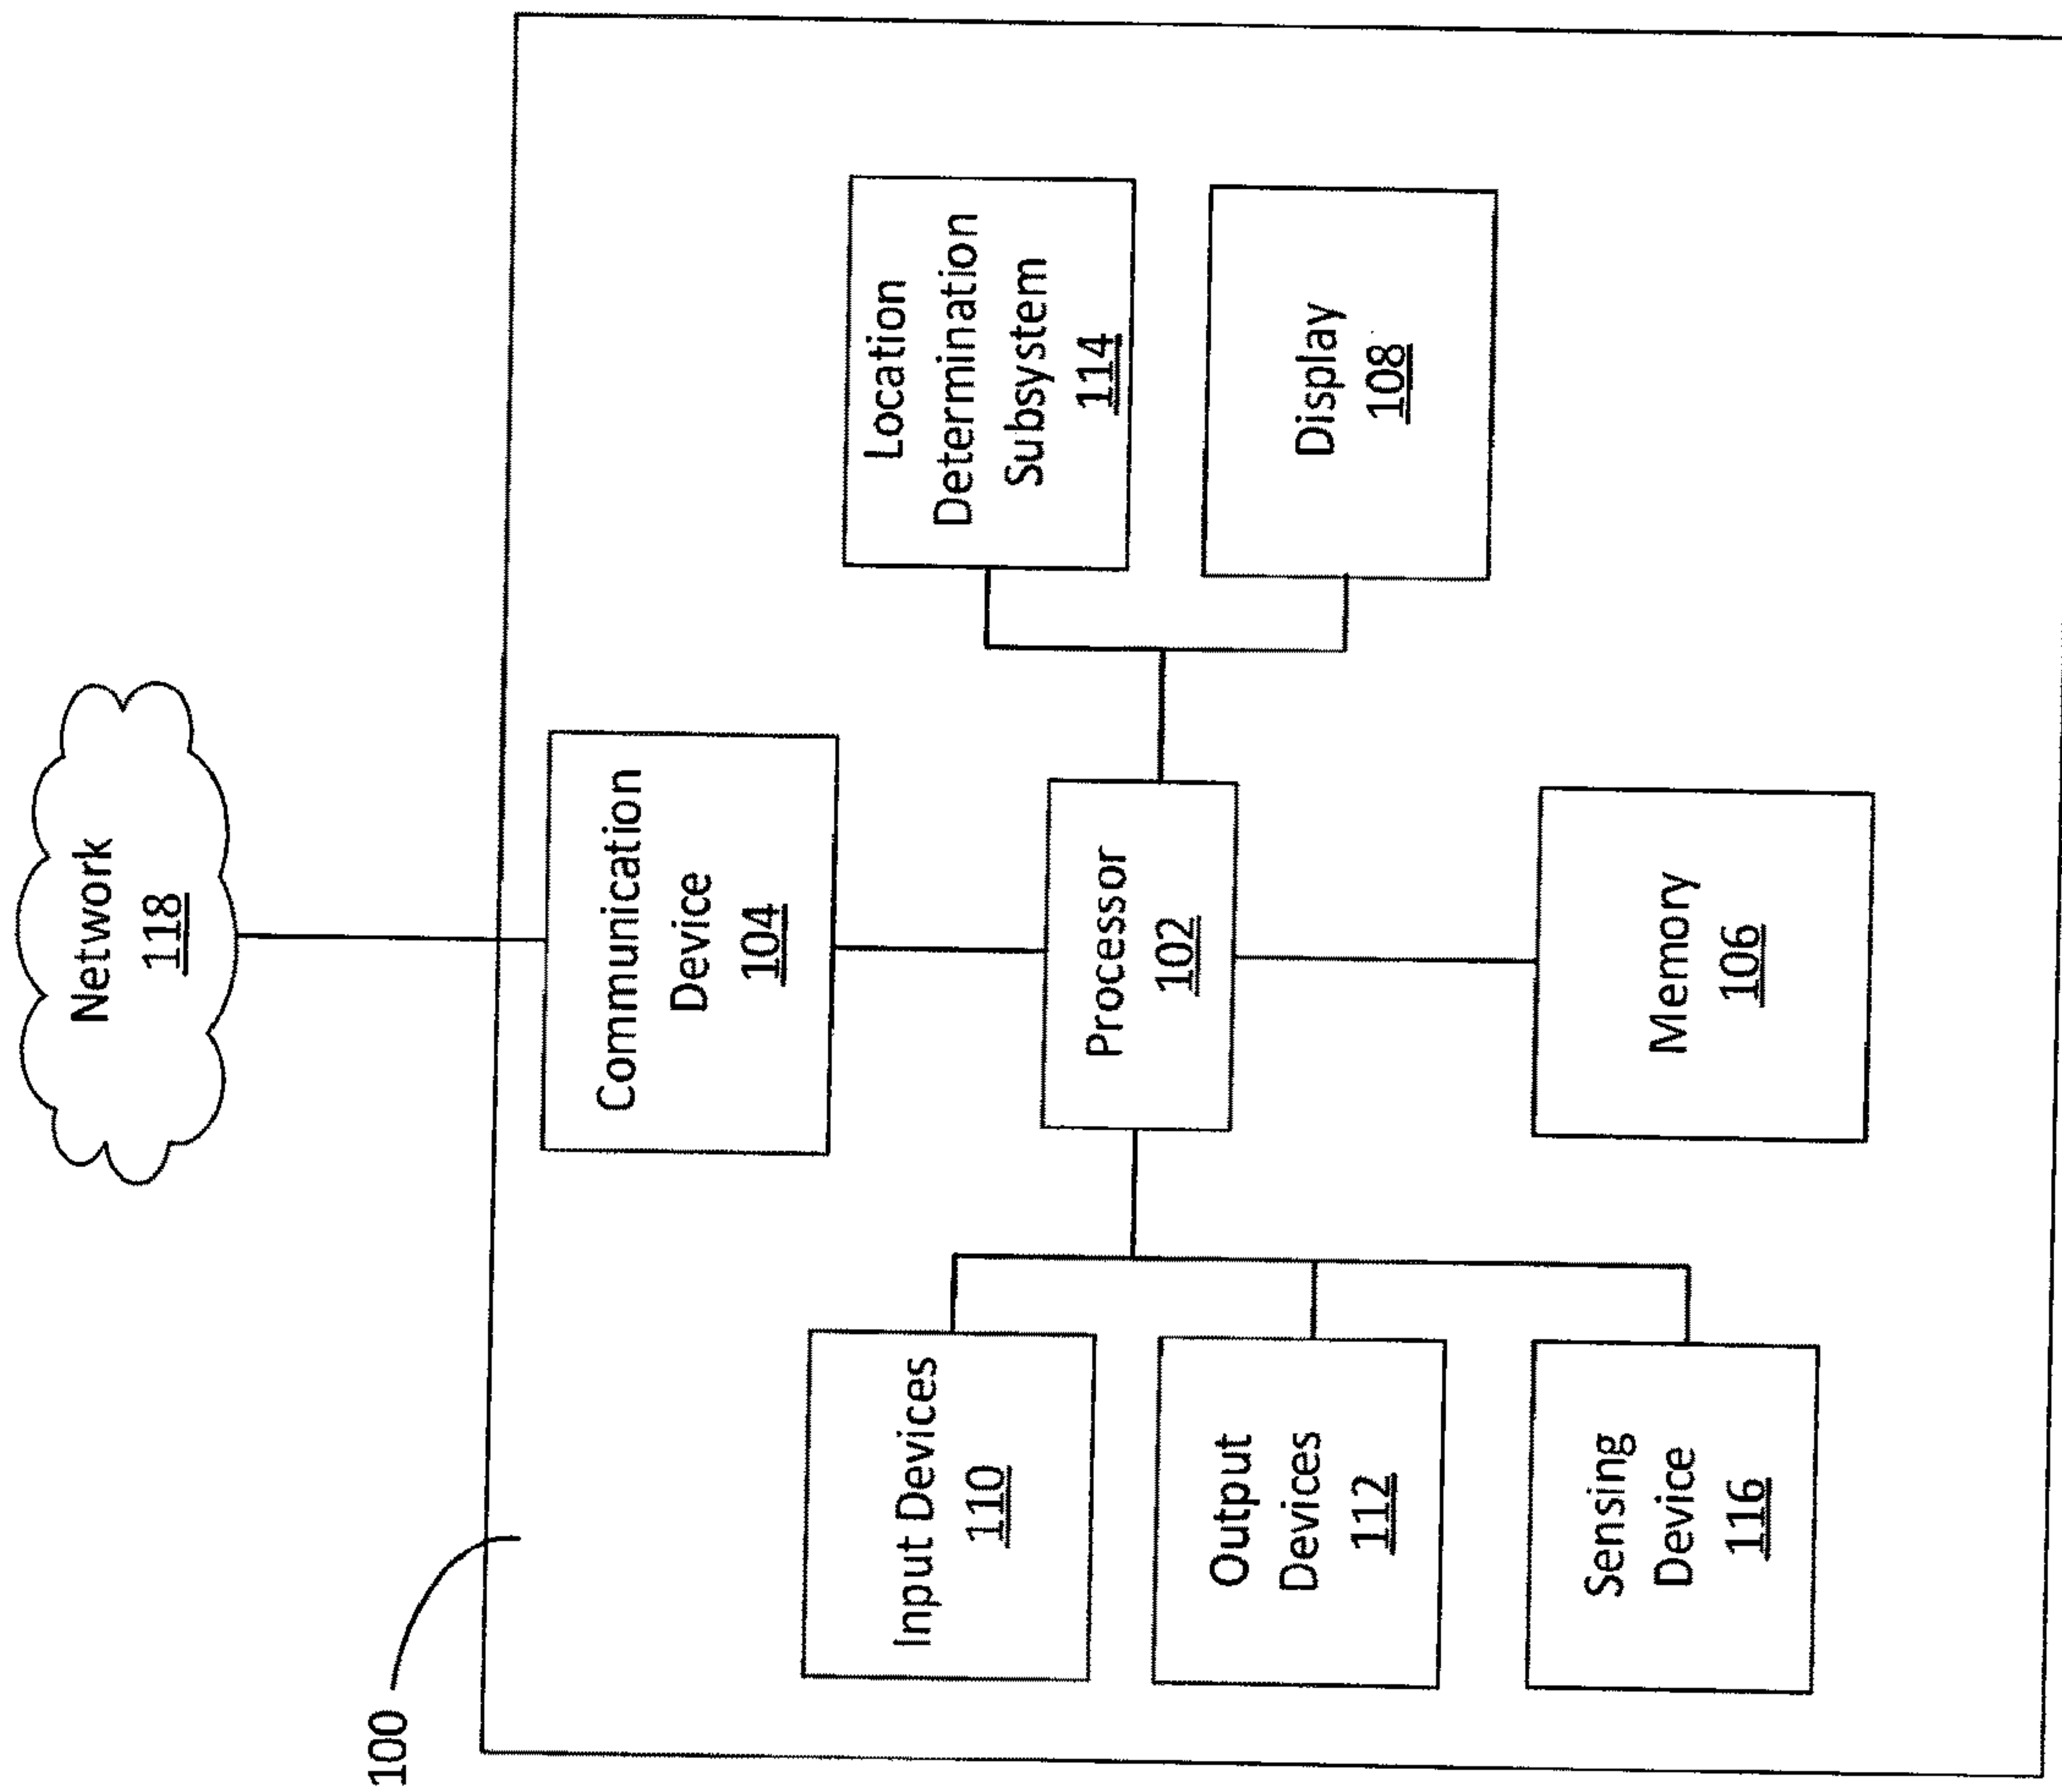 100
Network
118
Communication
Device
104
Input Devices
110
Output
Devices
112
Sensing
Device
116
Processor
102
Memory
106
Location
Determination
Subsystem
114
Display
108